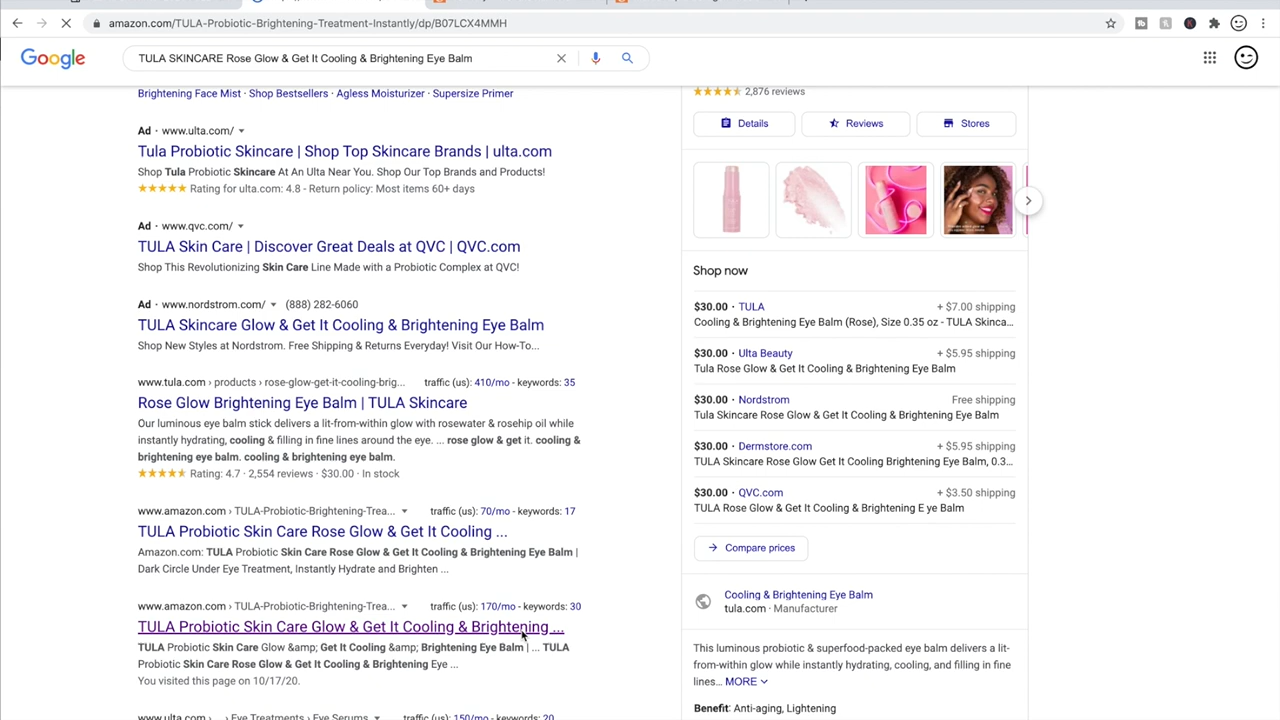 amazon.com/TULA-Probiotic-Brightening-Treatment-Instantly/dp/B07LCX4MMH
Google
TULA SKINCARE Rose Glow & Get It Cooling & Brightening Eye Balm
Brightening Face Mist · Shop Bestsellers · Agless Moisturizer · Supersize Primer
Ad · www.ulta.com/
Tula Probiotic Skincare | Shop Top Skincare Brands | ulta.com
Shop Tula Probiotic Skincare At An Ulta Near You. Shop Our Top Brands and Products!
Rating for ulta.com: 4.8 - Return policy: Most items 60+ days
Ad · www.qvc.com/
TULA Skin Care | Discover Great Deals at QVC | QVC.com
Shop This Revolutionizing Skin Care Line Made with a Probiotic Complex at QVC!
Ad · www.nordstrom.com/ (888) 282-6060
TULA Skincare Glow & Get It Cooling & Brightening Eye Balm
Shop New Styles at Nordstrom. Free Shipping & Returns Everyday! Visit Our How-To...
www.tula.com › products › rose-glow-get-it-cooling-brig... traffic (us): 410/mo - keywords: 35
Rose Glow Brightening Eye Balm | TULA Skincare
Our luminous eye balm stick delivers a lit-from-within glow with rosewater & rosehip oil while
instantly hydrating, cooling & filling in fine lines around the eye. ... rose glow & get it. cooling &
brightening eye balm. cooling & brightening eye balm.
Rating: 4.7 · 2,554 reviews · $30.00 · In stock
www.amazon.com › TULA-Probiotic-Brightening-Trea... traffic (us): 70/mo - keywords: 17
TULA Probiotic Skin Care Rose Glow & Get It Cooling ...
Amazon.com: TULA Probiotic Skin Care Rose Glow & Get It Cooling & Brightening Eye Balm |
Dark Circle Under Eye Treatment, Instantly Hydrate and Brighten ...
www.amazon.com › TULA-Probiotic-Brightening-Trea... traffic (us): 170/mo - keywords: 30
TULA Probiotic Skin Care Glow & Get It Cooling & Brightening ...
TULA Probiotic Skin Care Glow &amp; Get It Cooling &amp; Brightening Eye Balm | ... TULA
Probiotic Skin Care Rose Glow & Get It Cooling & Brightening Eye ...
You visited this page on 10/17/20.
www.ulta.com › ... › Eye Treatments › Eye Serums traffic (us): 150/mo - keywords: 20
2,876 reviews
Details
Reviews
Stores
Shop now
$30.00 · TULA + $7.00 shipping
Cooling & Brightening Eye Balm (Rose), Size 0.35 oz - TULA Skinca...
$30.00 · Ulta Beauty + $5.95 shipping
Tula Rose Glow & Get It Cooling & Brightening Eye Balm
$30.00 · Nordstrom Free shipping
Tula Skincare Rose Glow & Get It Cooling & Brightening Eye Balm
$30.00 · Dermstore.com + $5.95 shipping
TULA Skincare Rose Glow Get It Cooling Brightening Eye Balm, 0.3...
$30.00 · QVC.com + $3.50 shipping
TULA Rose Glow & Get It Cooling & Brightening E ye Balm
Compare prices
Cooling & Brightening Eye Balm
tula.com · Manufacturer
This luminous probiotic & superfood-packed eye balm delivers a lit-
from-within glow while instantly hydrating, cooling, and filling in fine
lines... MORE
Benefit: Anti-aging, Lightening